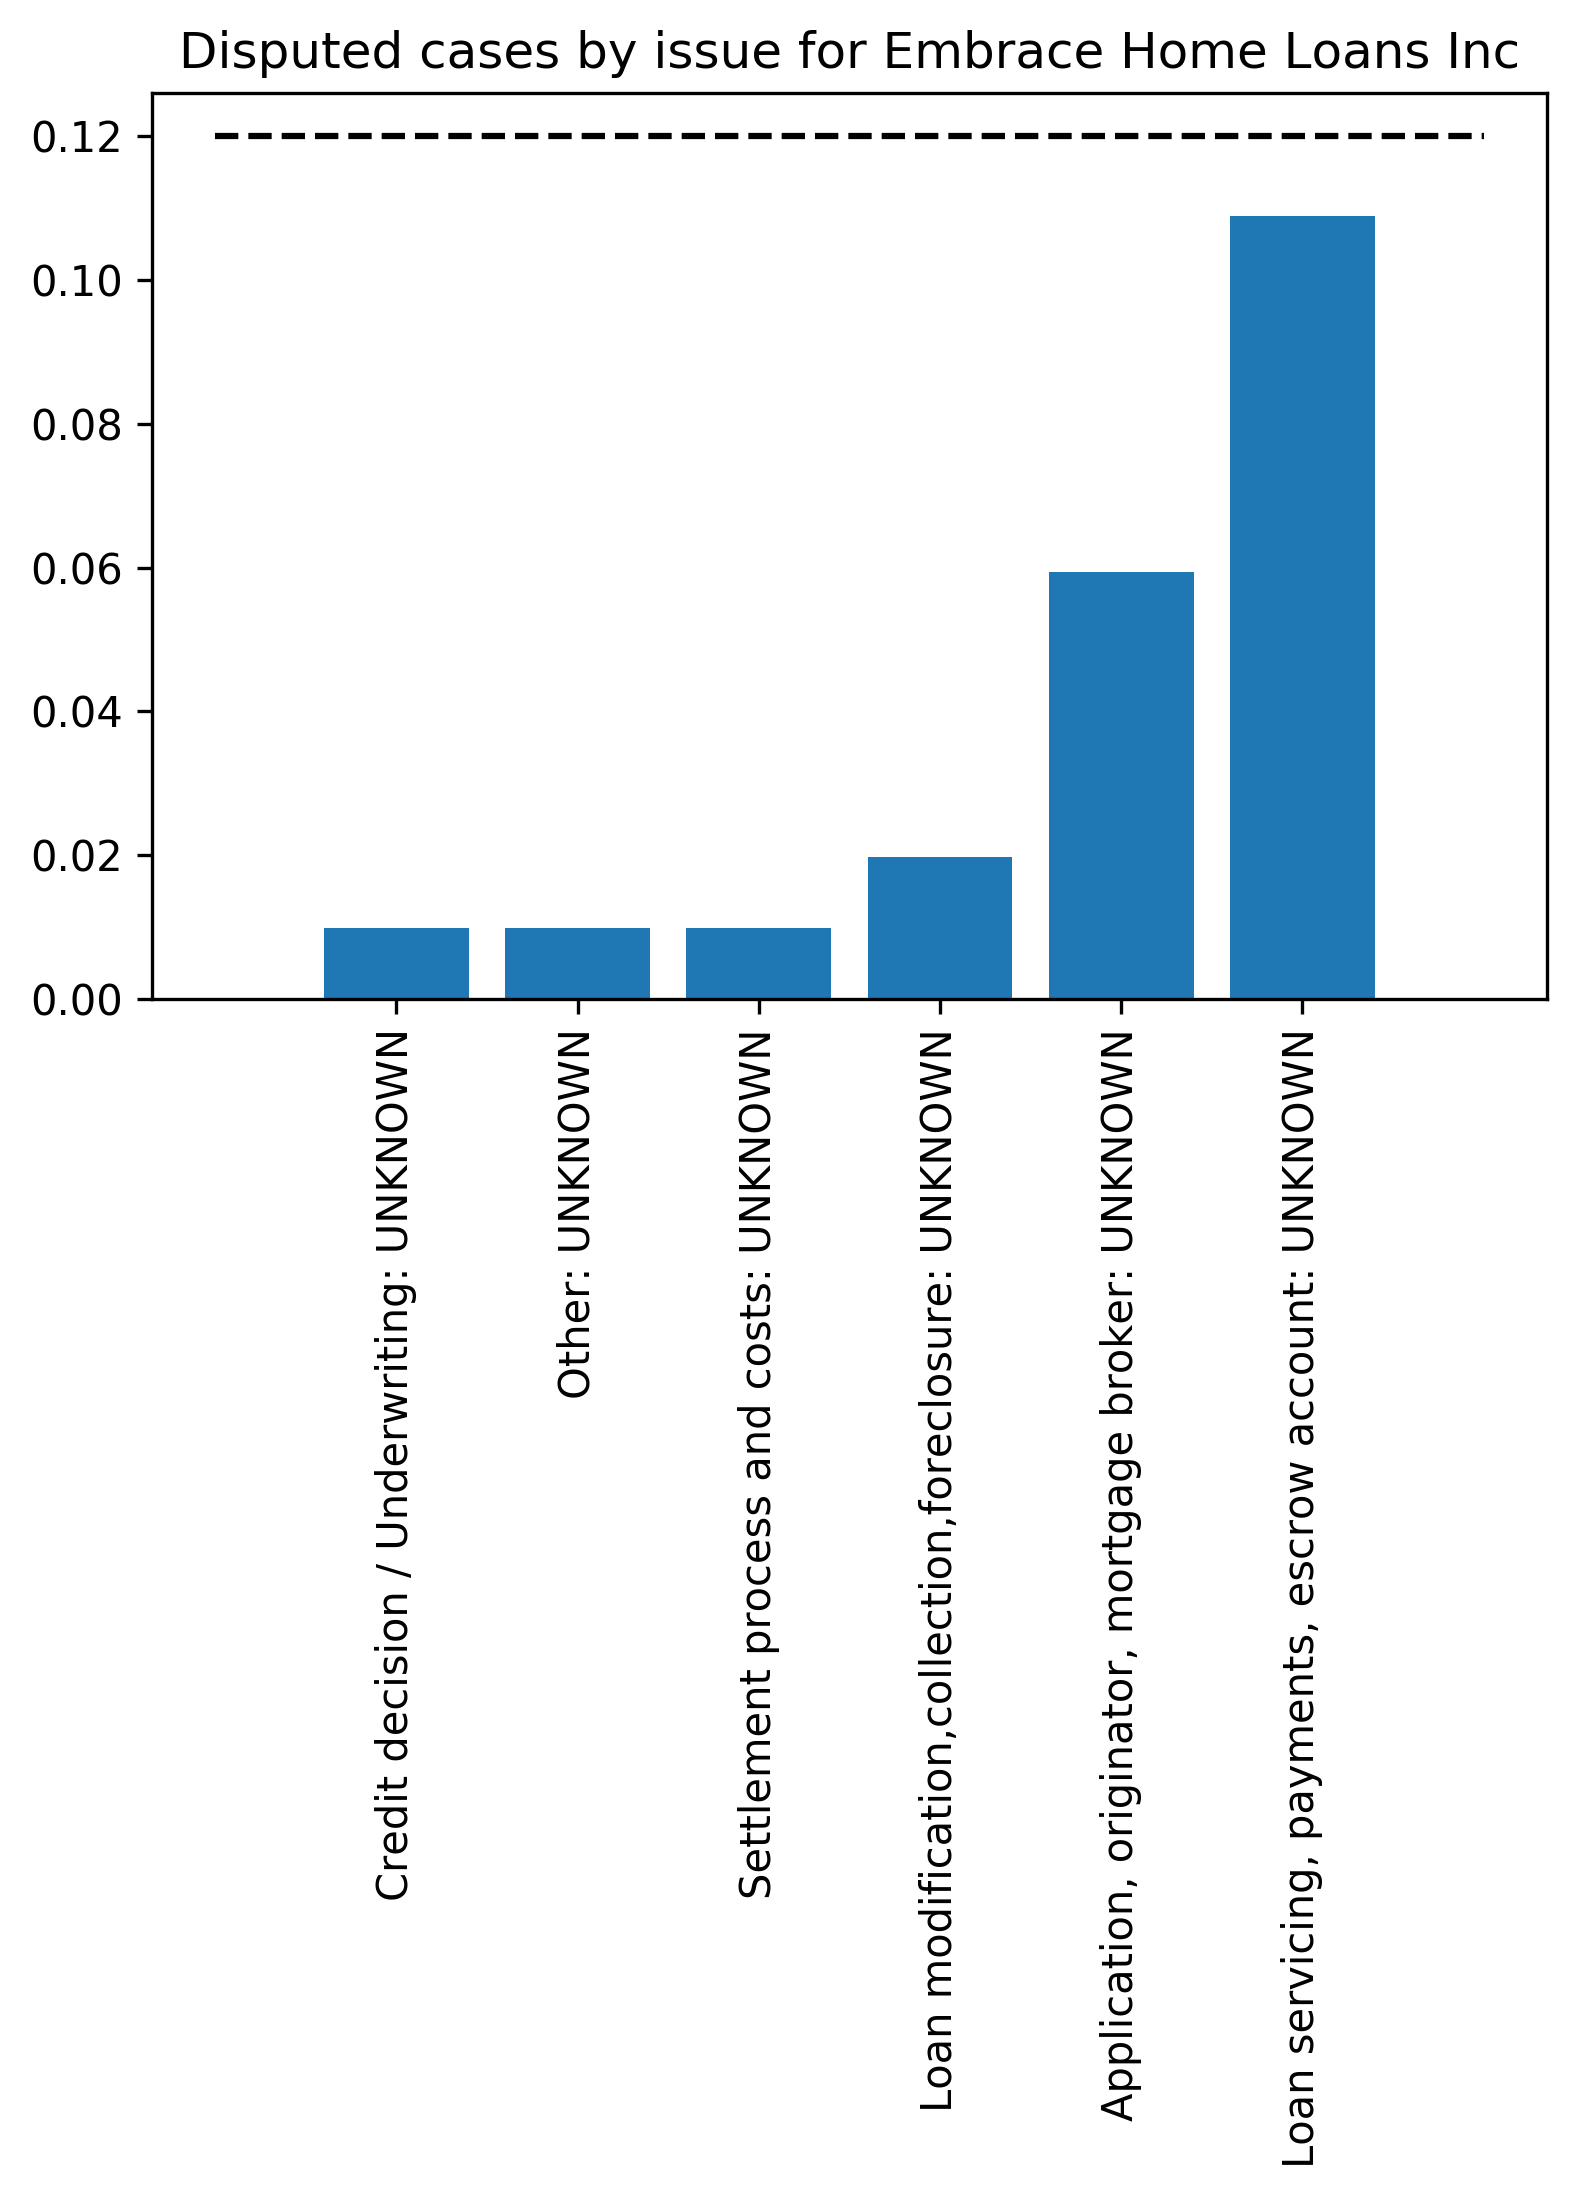 Disputed cases by issue for Embrace Home Loans Inc
0.12
0.10
0.08
0.06
0.04
0.02
0.00
Credit decision / Underwriting: UNKNOWN
Other: UNKNOWN
Settlement process and costs: UNKNOWN
Loan modification,collection,foreclosure: UNKNOWN
Application, originator, mortgage broker: UNKNOWN
Loan servicing, payments, escrow account: UNKNOWN